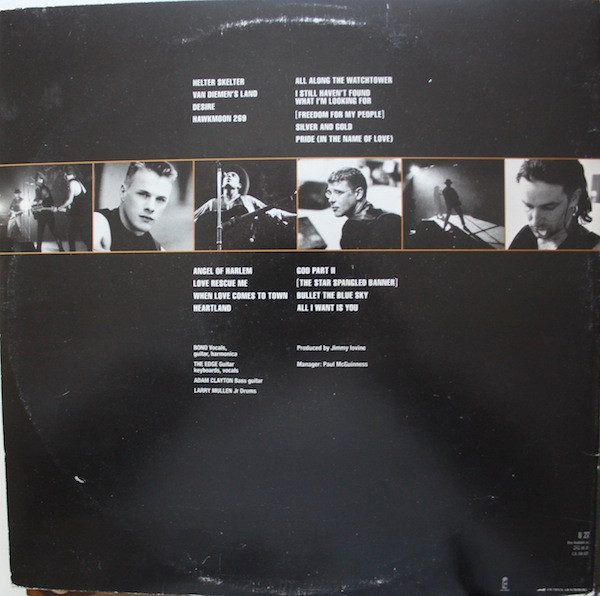 HELTER SKELTER
VAN DIEMEN'S LAND
DESIRE
HAWKMOON 269
ALL ALONG THE WATCHTOWER
I STILL HAVEN'T FOUND
WHAT I'M LOOKING FOR
[FREEDOM FOR MY PEOPLE]
SILVER AND GOLD
PRIDE (IN THE NAME OF LOVE)
ANGEL OF HARLEM
LOVE RESCUE ME
WHEN LOVE COMES TO TOWN
HEARTLAND
GOD PART II
[THE STAR SPANGLED BANNER]
BULLET THE BLUE SKY
ALL I WANT IS YOU
BONO Vocals,
guitar, harmonica
THE EDGE Guitar
keyboards, vocals
ADAM CLAYTON Bass guitar
LARRY MULLEN Jr Drums
Produced by Jimmy Iovine
Manager: Paul McGuinness
U 27